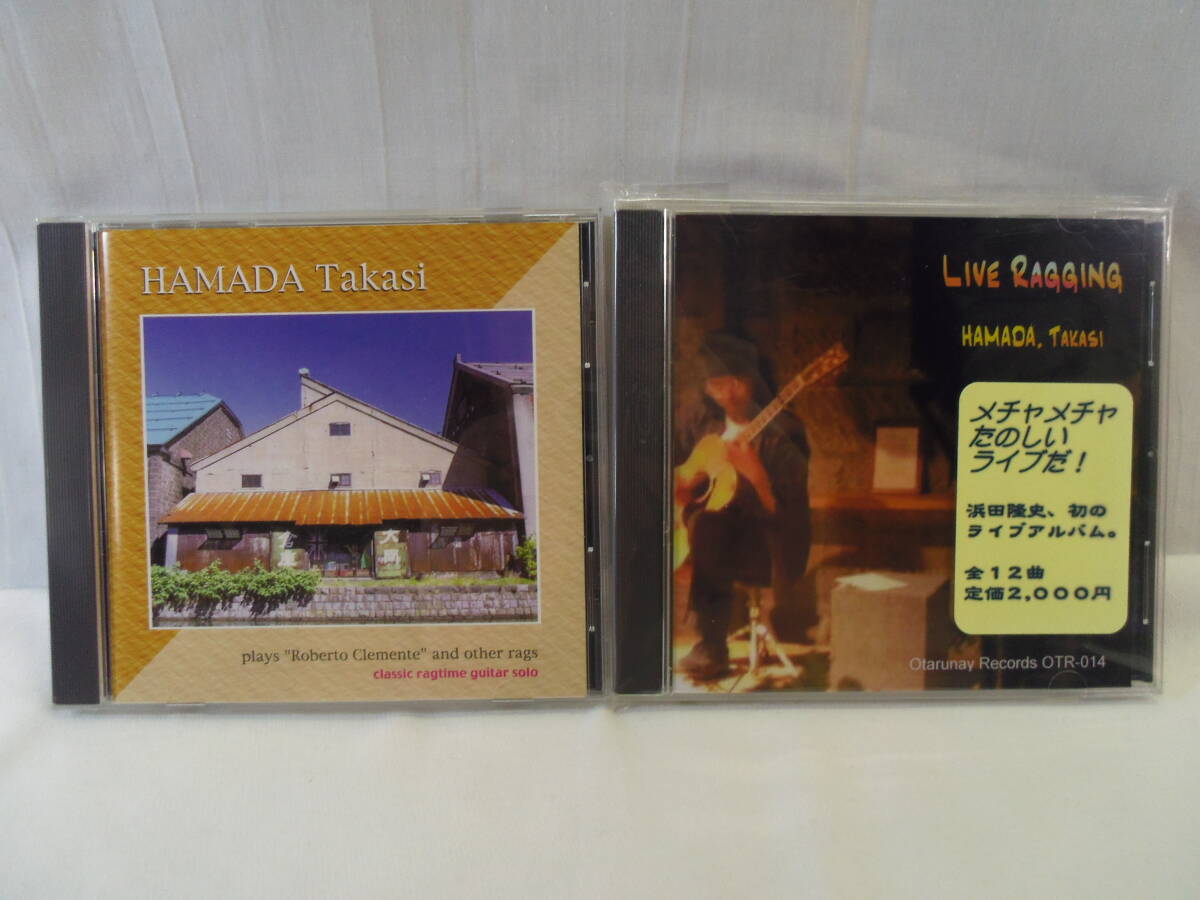 HAMADA Takasi
plays "Roberto Clemente" and other rags
classic ragtime guitar solo
LIVE RAGGING
HAMADA, TAKASI
メチャメチャ
たのしい
ライブだ！
浜田隆史、初の
ライブアルバム。
全12曲
定価2,000円
Otarunay Records OTR-014